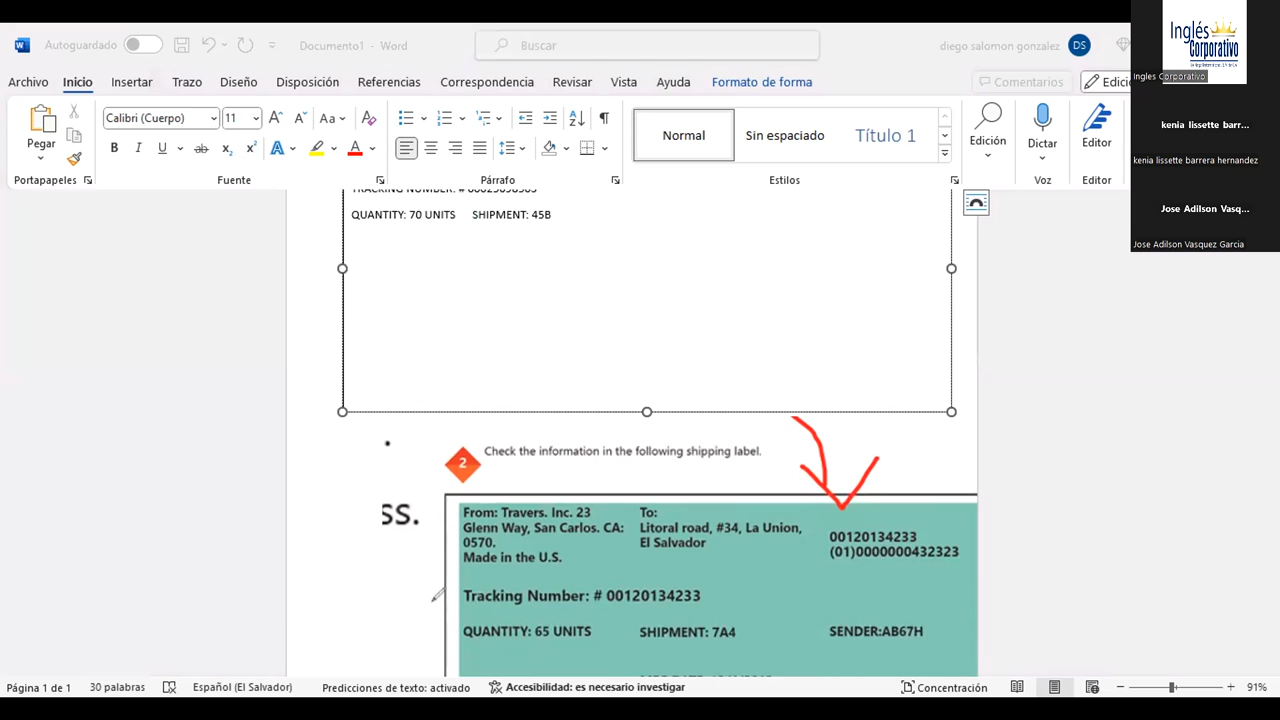 Autoguardado
Documento1 - Word
Buscar
diego salomon gonzalez DS
Archivo Inicio Insertar Trazo Diseño Disposición Referencias Correspondencia Revisar Vista Ayuda Formato de forma
Comentarios
Edició
Pegar
Calibri (Cuerpo) 11
Normal
Sin espaciado
Título 1
Edición
Dictar
Editor
Portapapeles Fuente Párrafo Estilos Voz Editor
Inglés
Corporativo
Ingles Corporativo
kenia lissette barr...
kenia lissette barrera hernandez
Jose Adilson Vasq...
Jose Adilson Vasquez Garcia
QUANTITY: 70 UNITS SHIPMENT: 45B
2
Check the information in the following shipping label.
SS.
From: Travers. Inc. 23
Glenn Way, San Carlos. CA:
0570.
Made in the U.S.
To:
Litoral road, #34, La Union,
El Salvador
00120134233
(01)0000000432323
Tracking Number: # 00120134233
QUANTITY: 65 UNITS
SHIPMENT: 7A4
SENDER:AB67H
Página 1 de 1
30 palabras
Español (El Salvador)
Predicciones de texto: activado
Accesibilidad: es necesario investigar
Concentración
91%